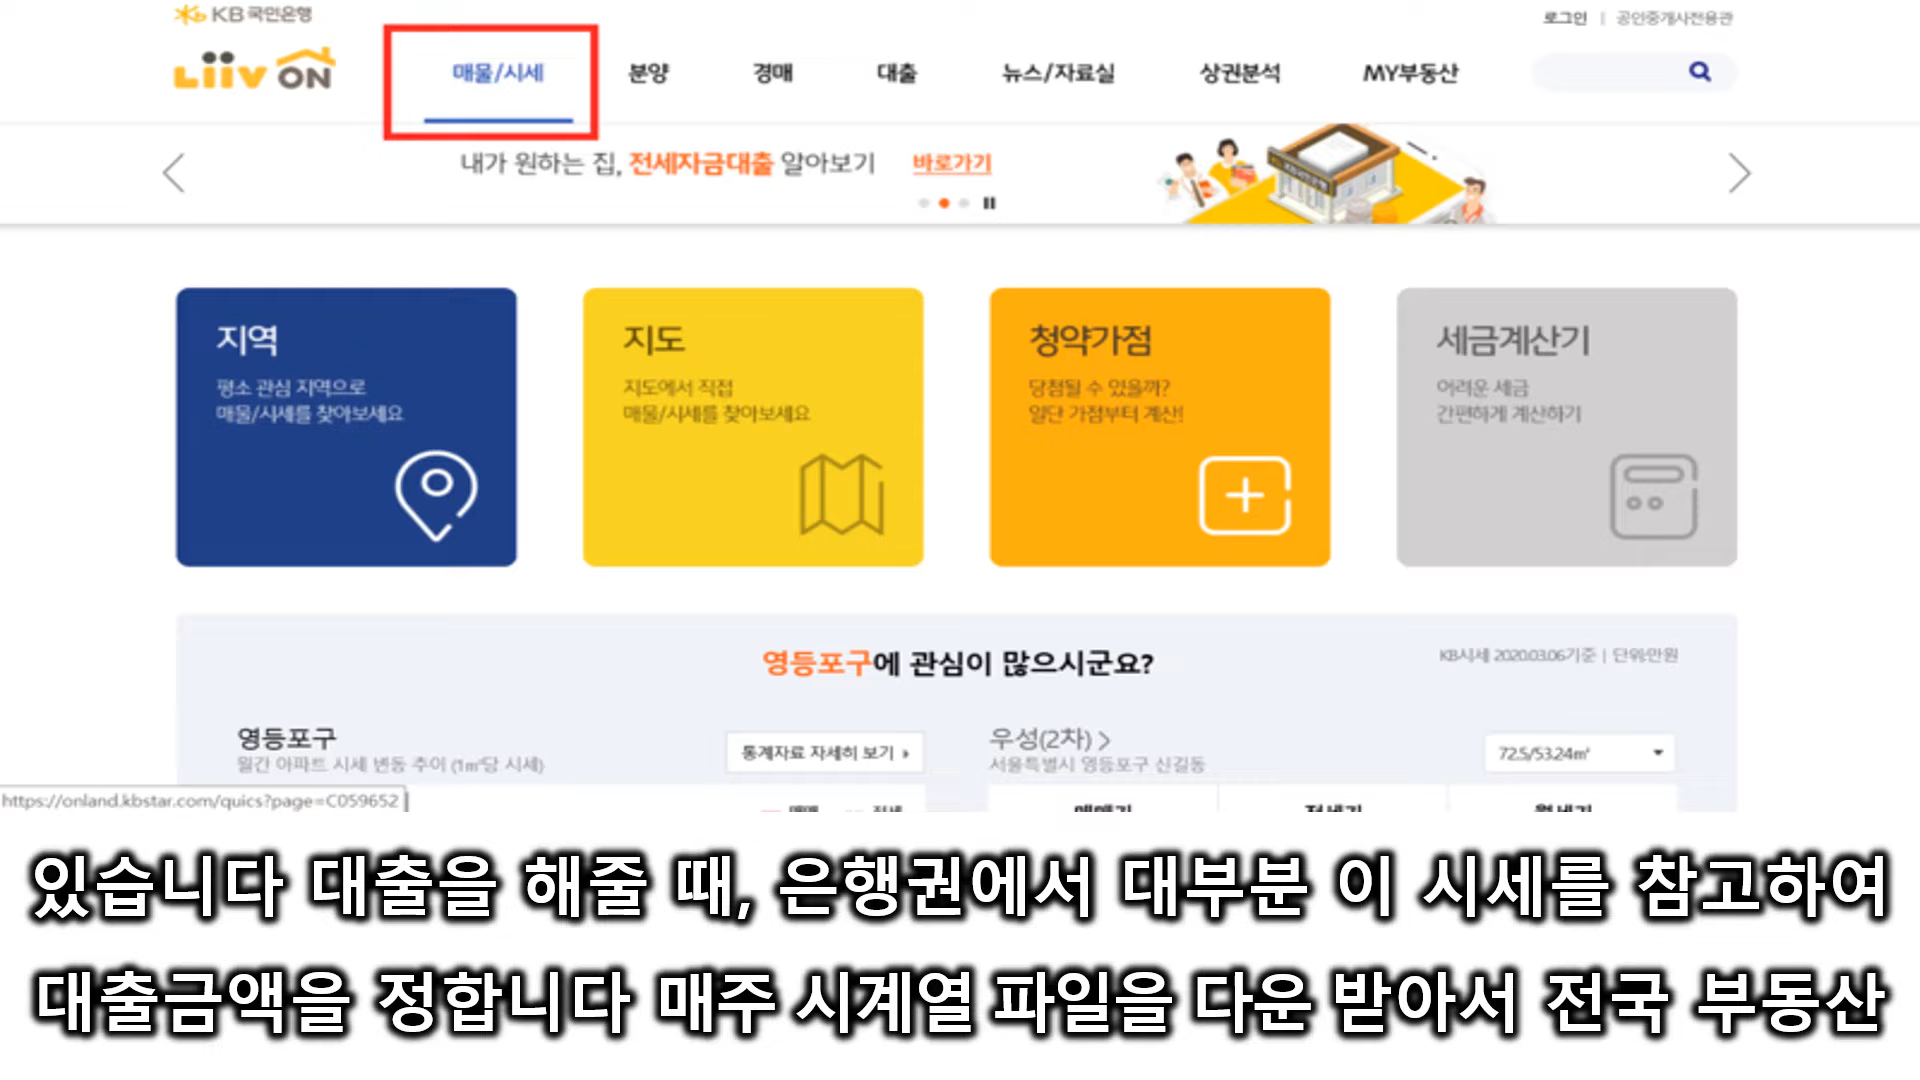 KB 국민은행
로그인 | 공인중개사전용관
Liiv ON
매물/시세 분양 경매 대출 뉴스/자료실 상권분석 MY부동산
내가 원하는 집, 전세자금대출 알아보기 바로가기
지역
평소 관심 지역으로
매물/시세를 찾아보세요
지도
지도에서 직접
매물/시세를 찾아보세요
청약가점
당첨될 수 있을까?
일단 가점부터 계산!
세금계산기
어려운 세금
간편하게 계산하기
영등포구에 관심이 많으시군요?
KB시세 2020.03.06기준 | 단위:만원
영등포구
월간 아파트 시세 변동 추이 (1㎡당 시세)
통계자료 자세히 보기
우성(2차) >
서울특별시 영등포구 신길동
72.5/53.24㎡
매매 전세
매매가 전세가 월세가
https://onland.kbstar.com/quics?page=C059652
있습니다 대출을 해줄 때, 은행권에서 대부분 이 시세를 참고하여
대출금액을 정합니다 매주 시계열 파일을 다운 받아서 전국 부동산